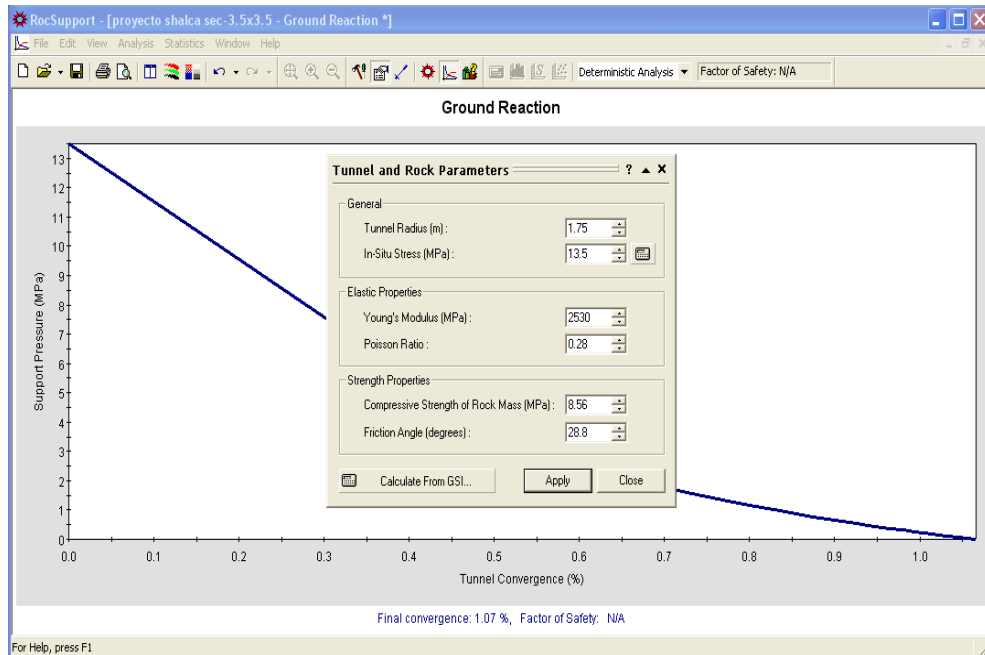 RocSupport - [proyecto shalca sec-3.5x3.5 - Ground Reaction *]
File Edit View Analysis Statistics Window Help
Deterministic Analysis Factor of Safety: N/A
Ground Reaction
Support Pressure (MPa)
13
12
11
10
9
8
7
6
5
4
3
2
1
0
Tunnel and Rock Parameters ?
General
Tunnel Radius (m) : 1.75
In-Situ Stress (MPa) : 13.5
Elastic Properties
Young's Modulus (MPa) : 2530
Poisson Ratio : 0.28
Strength Properties
Compressive Strength of Rock Mass (MPa) : 8.56
Friction Angle (degrees) : 28.8
Calculate From GSI... Apply Close
0.0 0.1 0.2 0.3 0.4 0.5 0.6 0.7 0.8 0.9 1.0
Tunnel Convergence (%)
Final convergence: 1.07 %, Factor of Safety: N/A
For Help, press F1